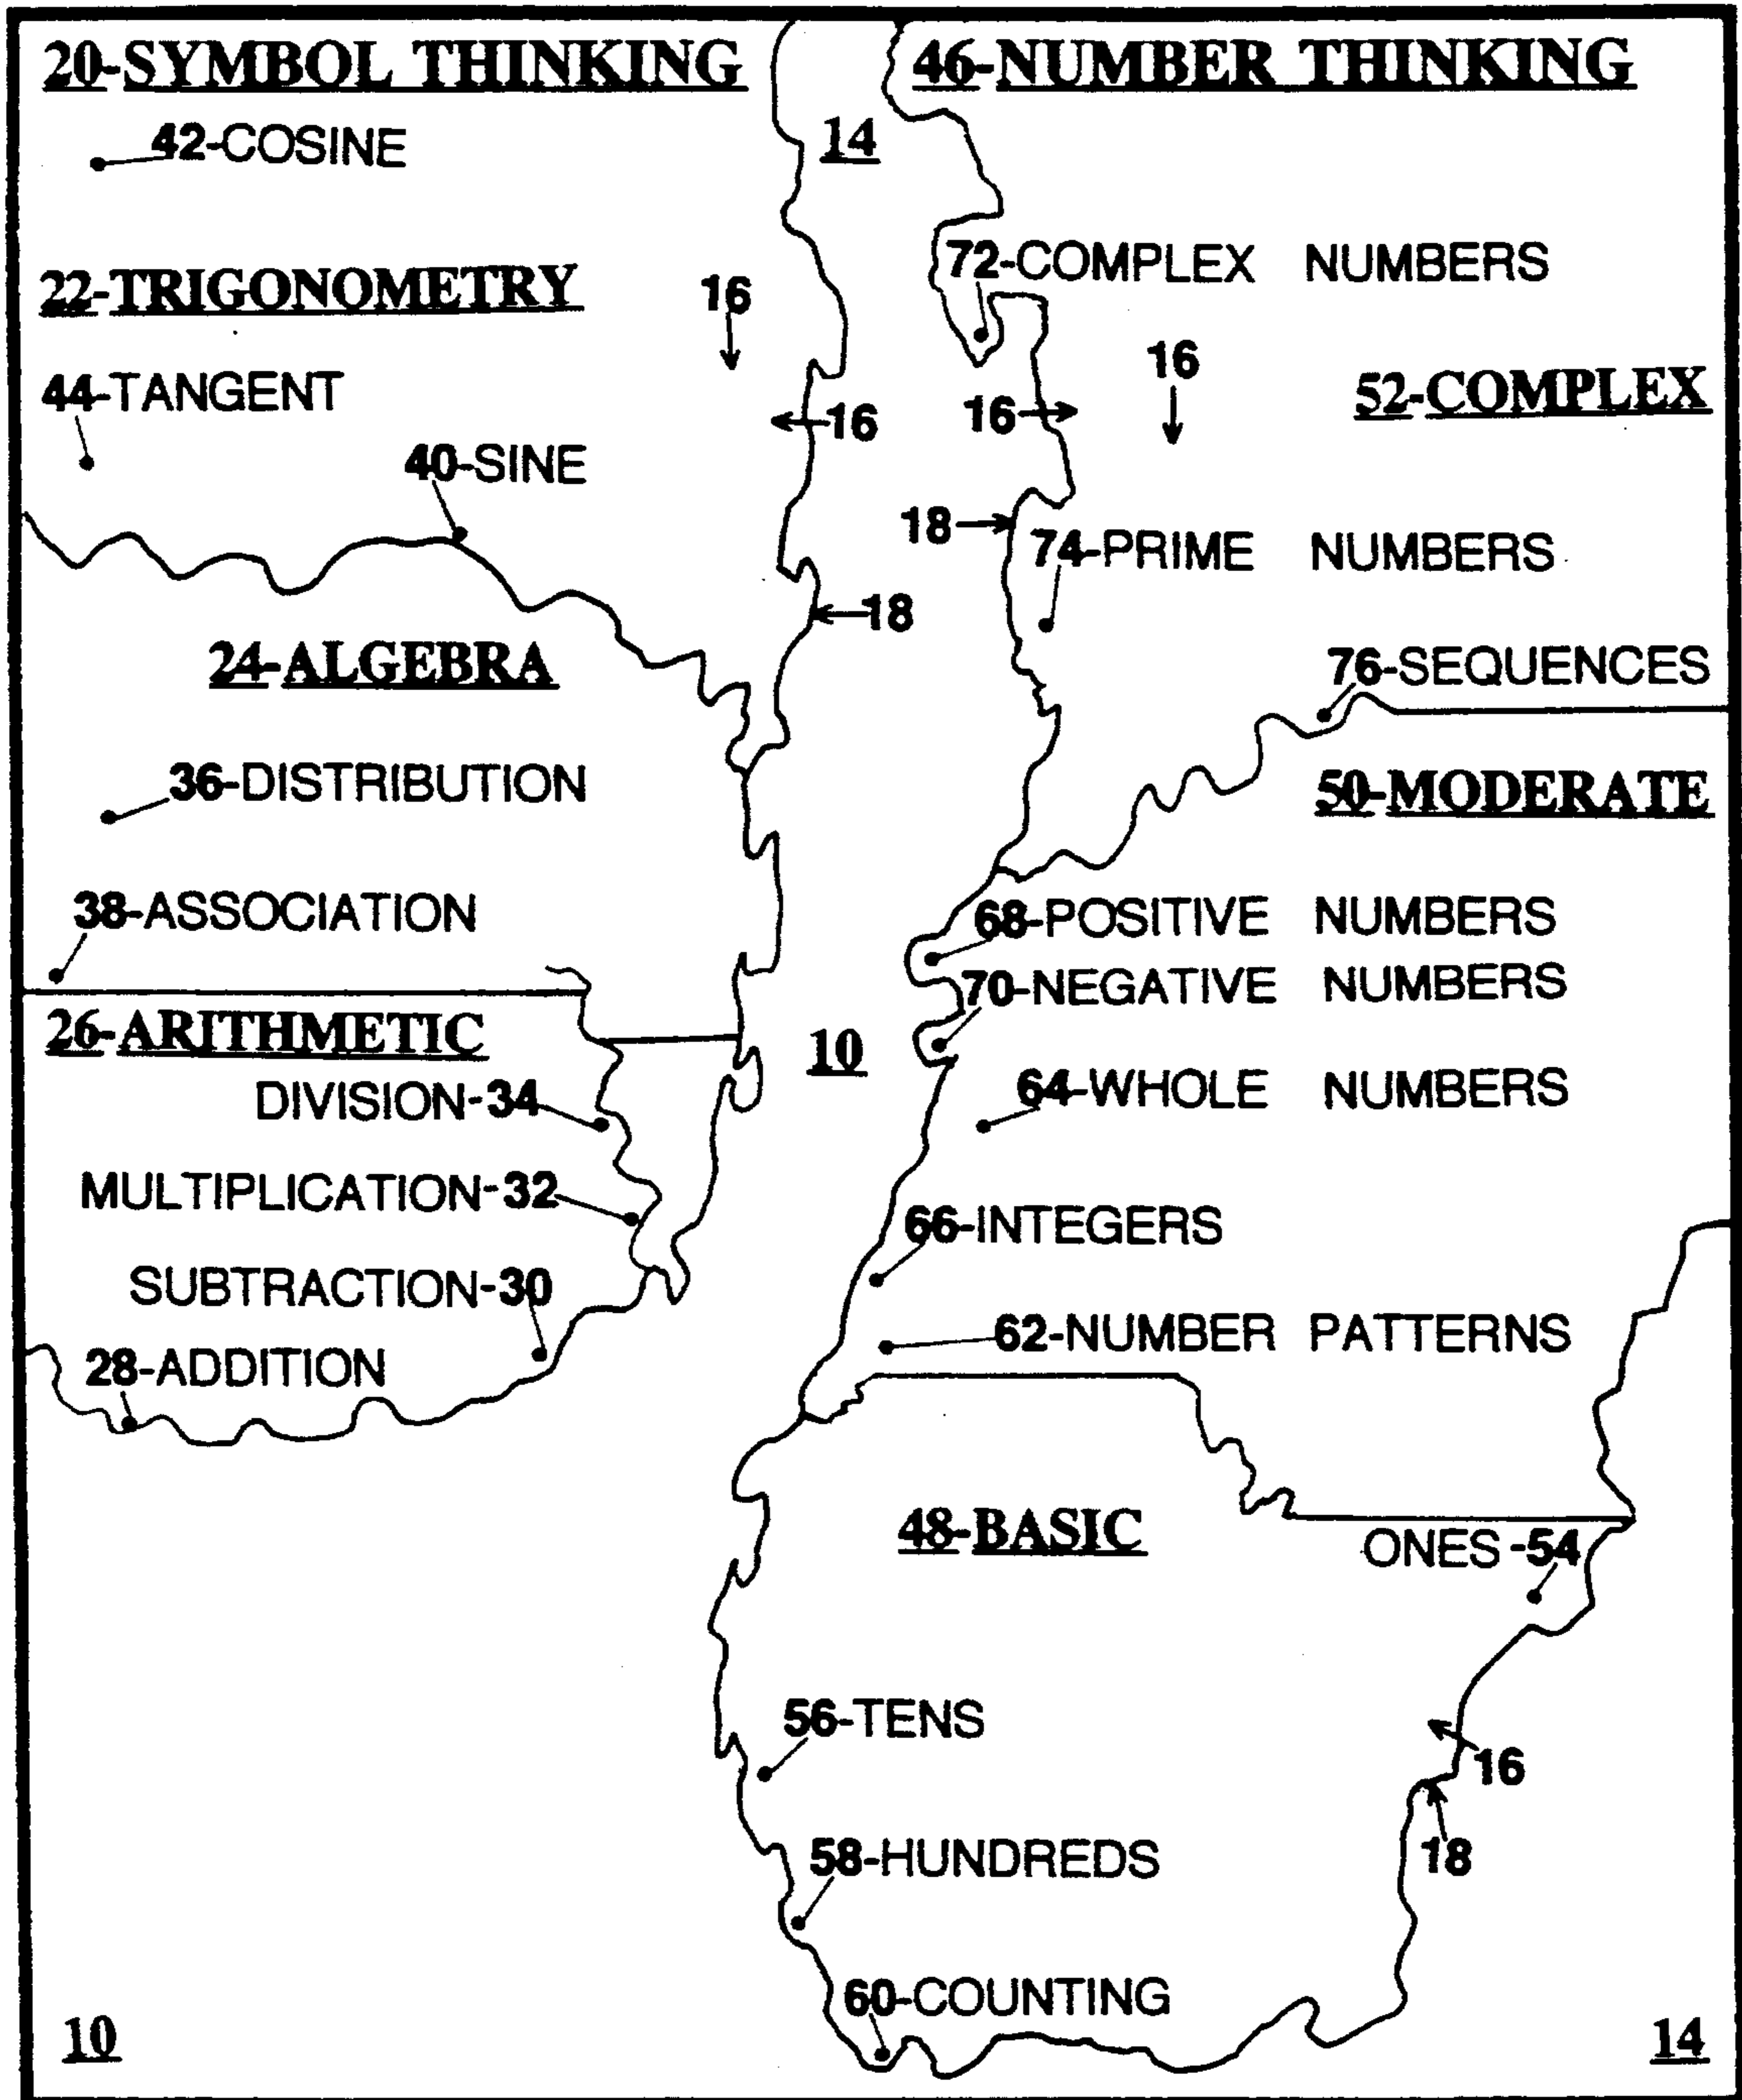 20-SYMBOL THINKING
46-NUMBER THINKING
42-COSINE
14
72-COMPLEX NUMBERS
22-TRIGONOMETRY
16
16
44-TANGENT
52-COMPLEX
16
16
40-SINE
18
74-PRIME NUMBERS
18
24-ALGEBRA
76-SEQUENCES
36-DISTRIBUTION
50-MODERATE
38-ASSOCIATION
68-POSITIVE NUMBERS
70-NEGATIVE NUMBERS
26-ARITHMETIC
10
DIVISION-34
64-WHOLE NUMBERS
MULTIPLICATION-32
66-INTEGERS
SUBTRACTION-30
62-NUMBER PATTERNS
28-ADDITION
48-BASIC
ONES-54
56-TENS
16
58-HUNDREDS
18
60-COUNTING
10
14